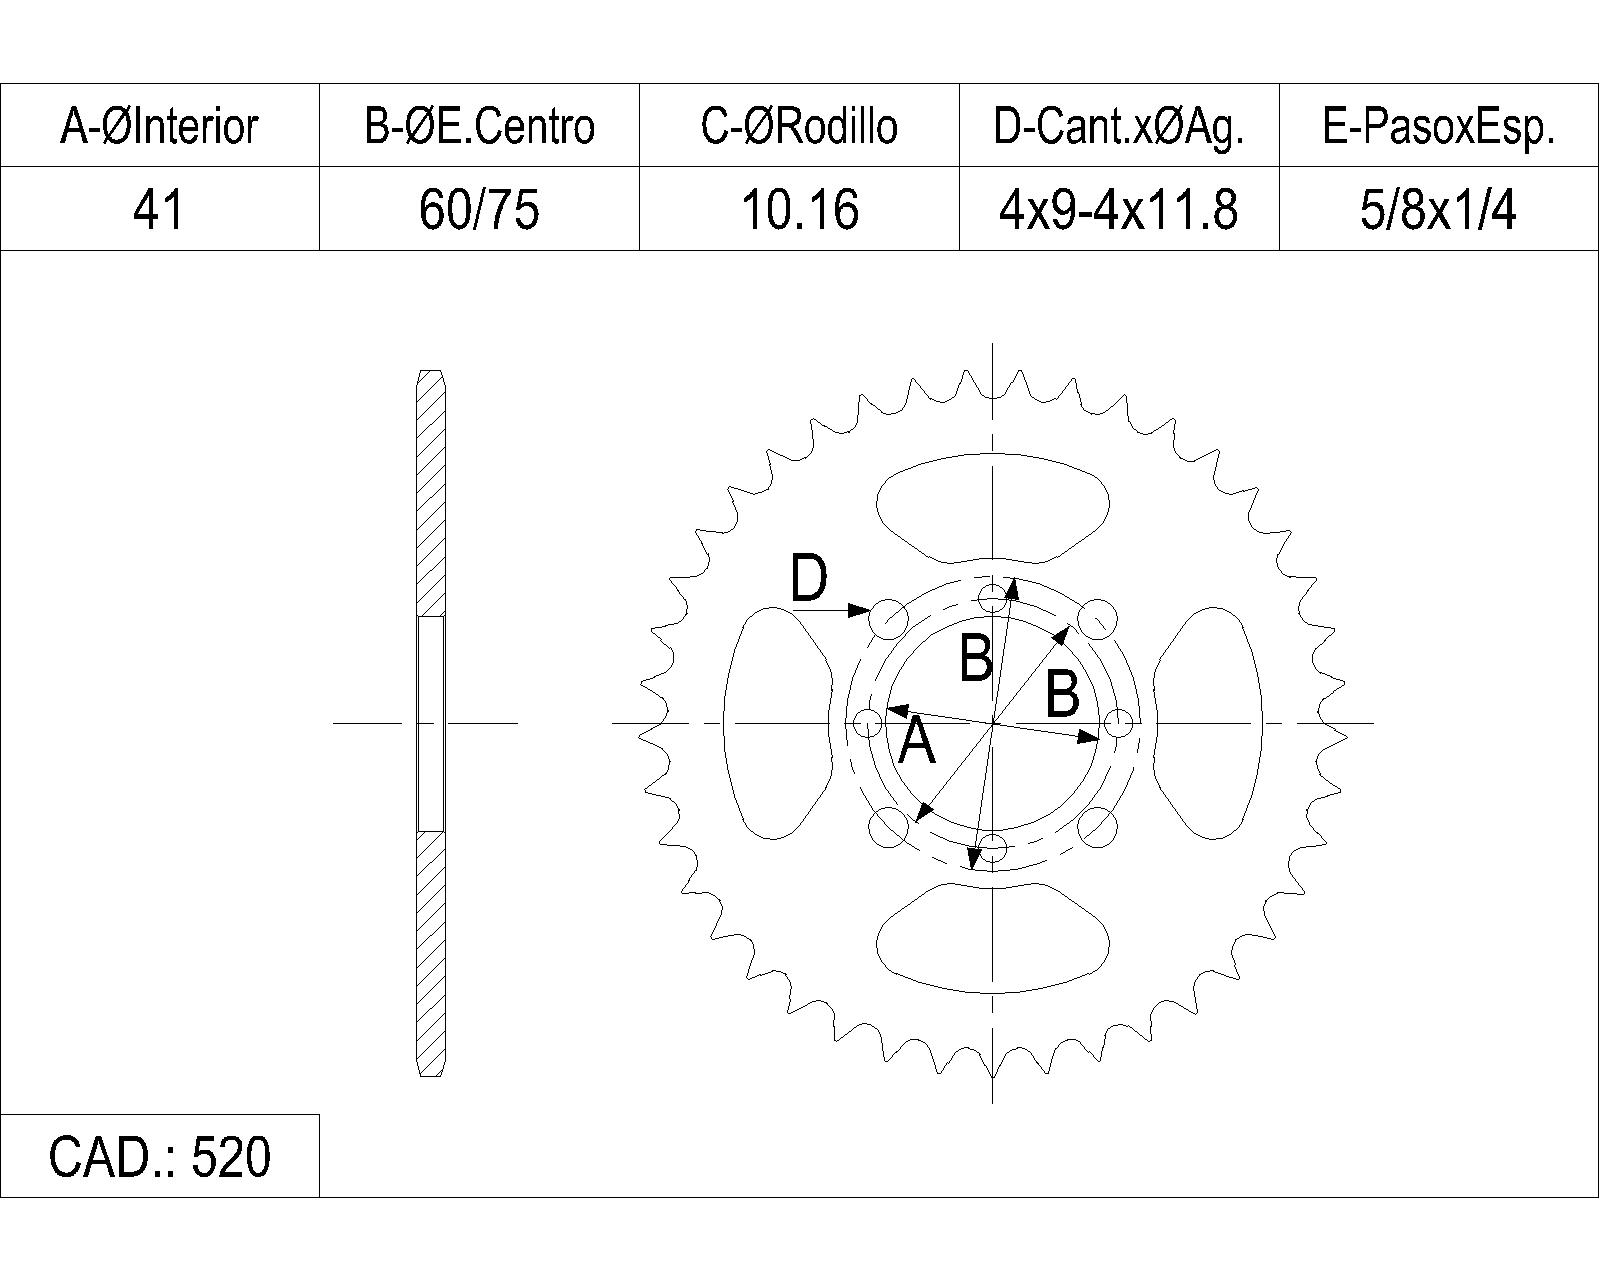 A-ØInterior B-ØE.Centro C-ØRodillo D-Cant.xØAg. E-PasoxEsp.
41 60/75 10.16 4x9-4x11.8 5/8x1/4
D
B
B
A
CAD.: 520